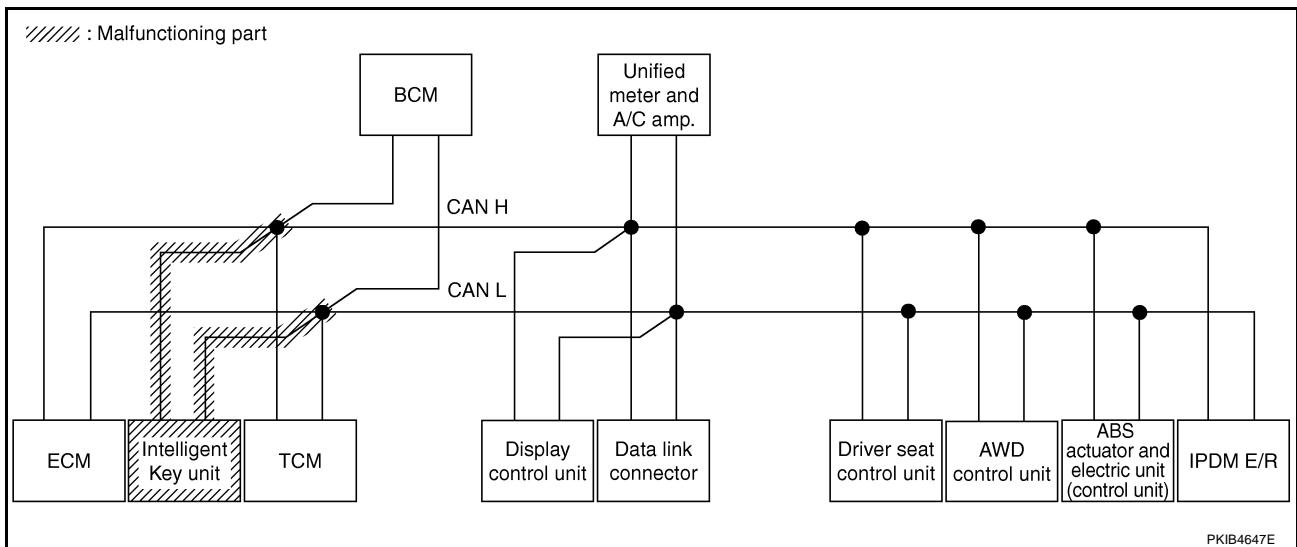 : Malfunctioning part
BCM
Unified
meter and
A/C amp.
CAN H
CAN L
ECM
Intelligent
Key unit
TCM
Display
control unit
Data link
connector
Driver seat
control unit
AWD
control unit
ABS
actuator and
electric unit
(control unit)
IPDM E/R
PKIB4647E